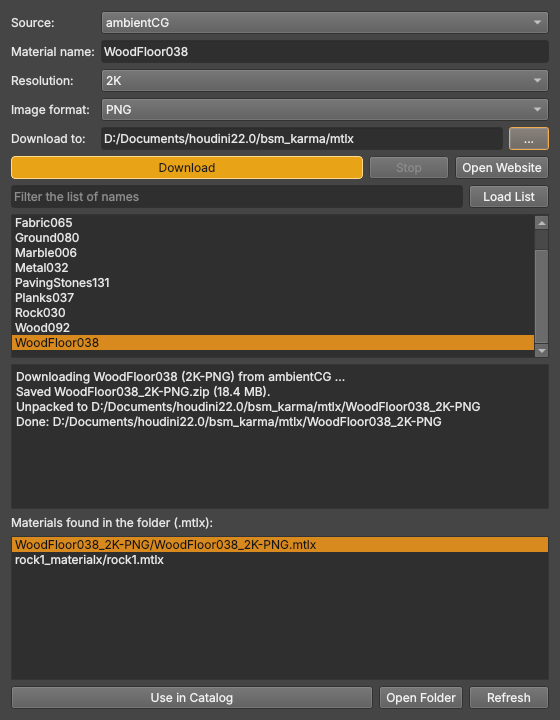 Source: ambientCG
Material name: WoodFloor038
Resolution: 2K
Image format: PNG
Download to: D:/Documents/houdini22.0/bsm_karma/mtlx ...
Download Stop Open Website
Filter the list of names Load List
Fabric065
Ground080
Marble006
Metal032
PavingStones131
Planks037
Rock030
Wood092
WoodFloor038
Downloading WoodFloor038 (2K-PNG) from ambientCG ...
Saved WoodFloor038_2K-PNG.zip (18.4 MB).
Unpacked to D:/Documents/houdini22.0/bsm_karma/mtlx/WoodFloor038_2K-PNG
Done: D:/Documents/houdini22.0/bsm_karma/mtlx/WoodFloor038_2K-PNG
Materials found in the folder (.mtlx):
WoodFloor038_2K-PNG/WoodFloor038_2K-PNG.mtlx
rock1_materialx/rock1.mtlx
Use in Catalog Open Folder Refresh